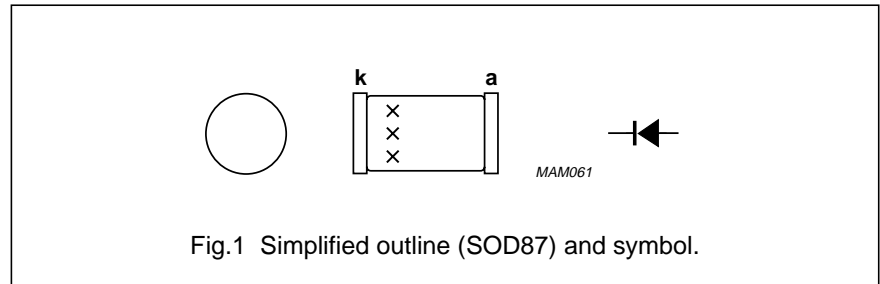 k a
MAM061
Fig.1 Simplified outline (SOD87) and symbol.